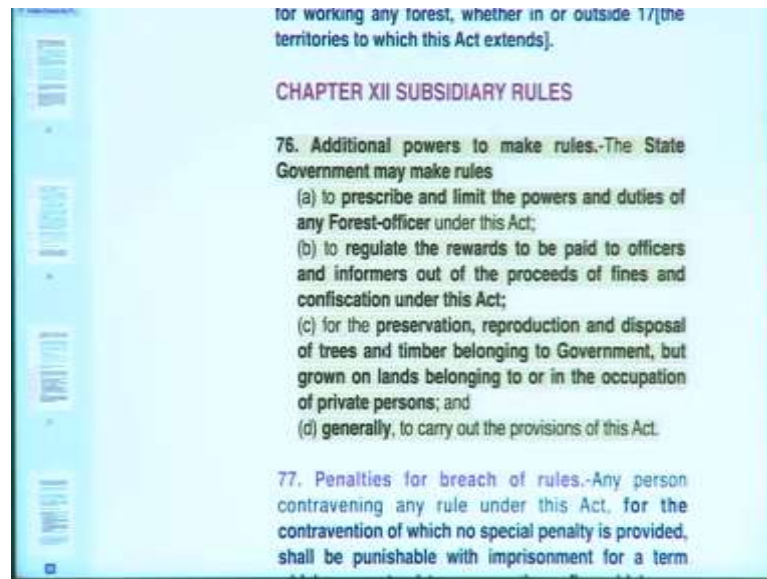 for working any forest, whether in or outside 17[the
territories to which this Act extends].
CHAPTER XII SUBSIDIARY RULES
76. Additional powers to make rules.-The State
Government may make rules
(a) to prescribe and limit the powers and duties of
any Forest-officer under this Act;
(b) to regulate the rewards to be paid to officers
and informers out of the proceeds of fines and
confiscation under this Act;
(c) for the preservation, reproduction and disposal
of trees and timber belonging to Government, but
grown on lands belonging to or in the occupation
of private persons; and
(d) generally, to carry out the provisions of this Act.
77. Penalties for breach of rules.-Any person
contravening any rule under this Act, for the
contravention of which no special penalty is provided,
shall be punishable with imprisonment for a term